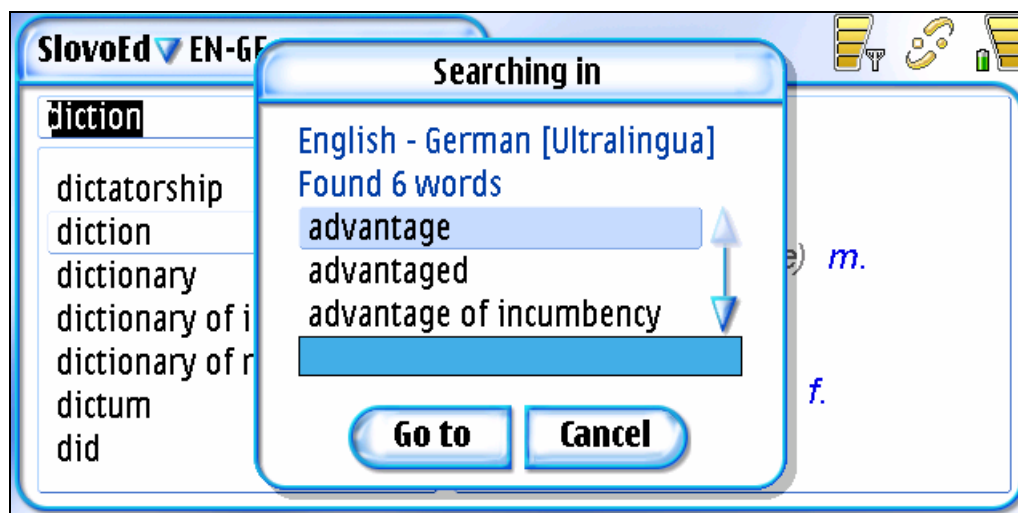 SlovoEd EN-GE
Searching in
diction
English - German [Ultralingua]
Found 6 words
advantage
advantaged
advantage of incumbency
Go to
Cancel
dictatorship
diction
dictionary
dictionary of
dictionary of
dictum
did
m.
f.